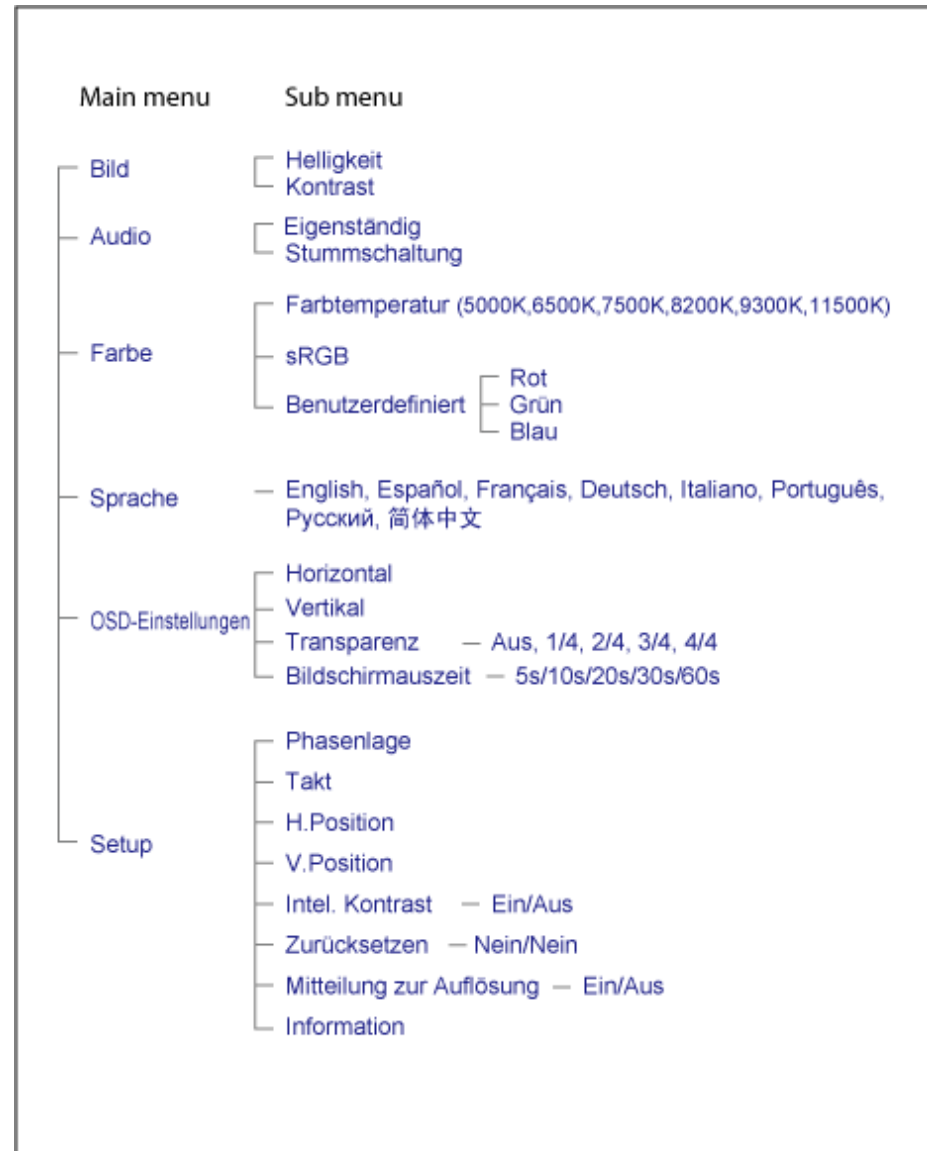 Main menu Sub menu
Bild Helligkeit
Kontrast
Audio Eigenständig
Stummschaltung
Farbe Farbtemperatur (5000K,6500K,7500K,8200K,9300K,11500K)
sRGB
Benutzerdefiniert Rot
Grün
Blau
Sprache English, Español, Français, Deutsch, Italiano, Português,
Русский, 简体中文
OSD-Einstellungen Horizontal
Vertikal
Transparenz — Aus, 1/4, 2/4, 3/4, 4/4
Bildschirmauszeit — 5s/10s/20s/30s/60s
Setup Phasenlage
Takt
H.Position
V.Position
Intel. Kontrast — Ein/Aus
Zurücksetzen — Nein/Nein
Mitteilung zur Auflösung — Ein/Aus
Information